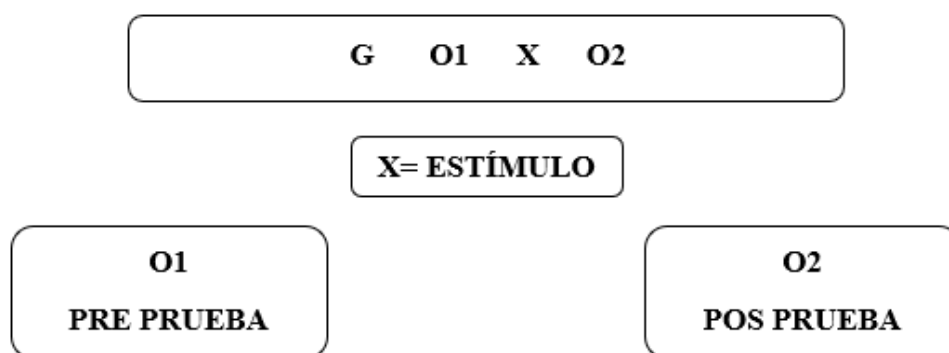 G O1 X O2
X= ESTÍMULO
O1
PRE PRUEBA
O2
POS PRUEBA